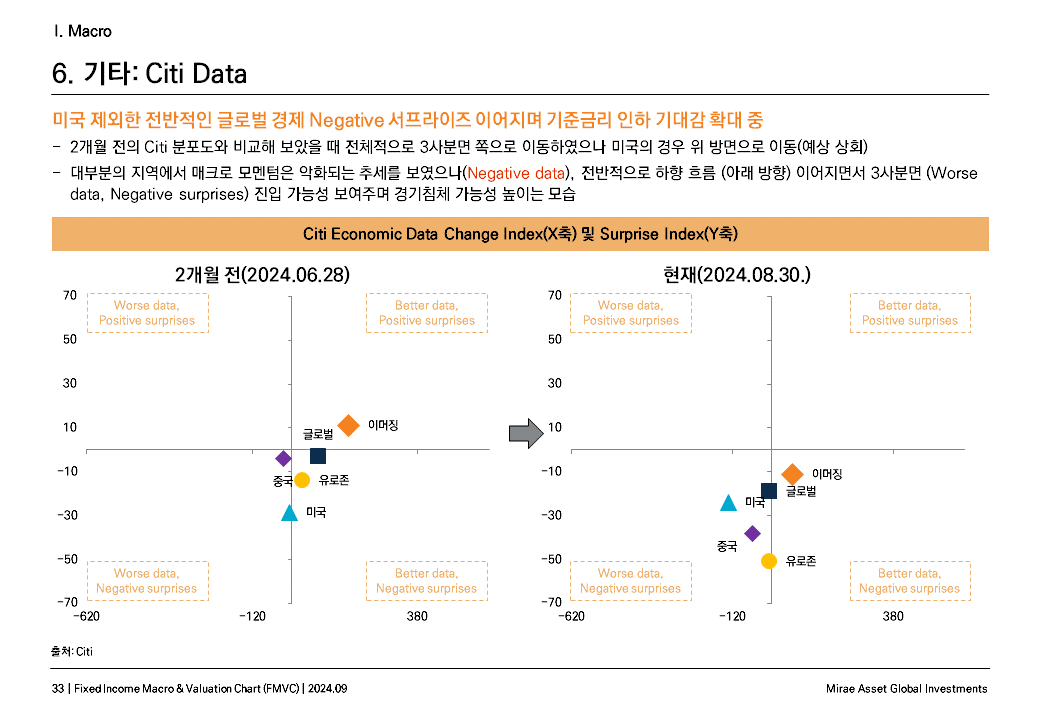 I. Macro
6. 기타: Citi Data
미국 제외한 전반적인 글로벌 경제 Negative 서프라이즈 이어지며 기준금리 인하 기대감 확대 중
– 2개월 전의 Citi 분포도와 비교해 보았을 때 전체적으로 3사분면 쪽으로 이동하였으나 미국의 경우 위 방면으로 이동(예상 상회)
– 대부분의 지역에서 매크로 모멘텀은 악화되는 추세를 보였으나(Negative data), 전반적으로 하향 흐름 (아래 방향) 이어지면서 3사분면 (Worse
data, Negative surprises) 진입 가능성 보여주며 경기침체 가능성 높이는 모습
Citi Economic Data Change Index(X축) 및 Surprise Index(Y축)
2개월 전(2024.06.28)
70
Worse data,
Positive surprises
Better data,
Positive surprises
50
30
10
이머징
글로벌
-10
중국
유로존
-30
미국
-50
Worse data,
Negative surprises
Better data,
Negative surprises
-70
-620
-120
380
현재(2024.08.30.)
70
Worse data,
Positive surprises
Better data,
Positive surprises
50
30
10
-10
이머징
글로벌
미국
-30
중국
-50
유로존
Worse data,
Negative surprises
Better data,
Negative surprises
-70
-620
-120
380
출처: Citi
33 | Fixed Income Macro & Valuation Chart (FMVC) | 2024.09
Mirae Asset Global Investments